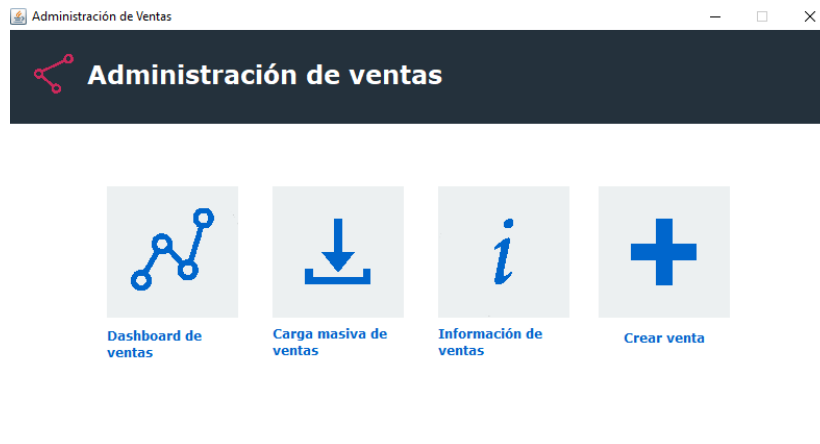 Administración de Ventas
Administración de ventas
Dashboard de
ventas
Carga masiva de
ventas
Información de
ventas
Crear venta